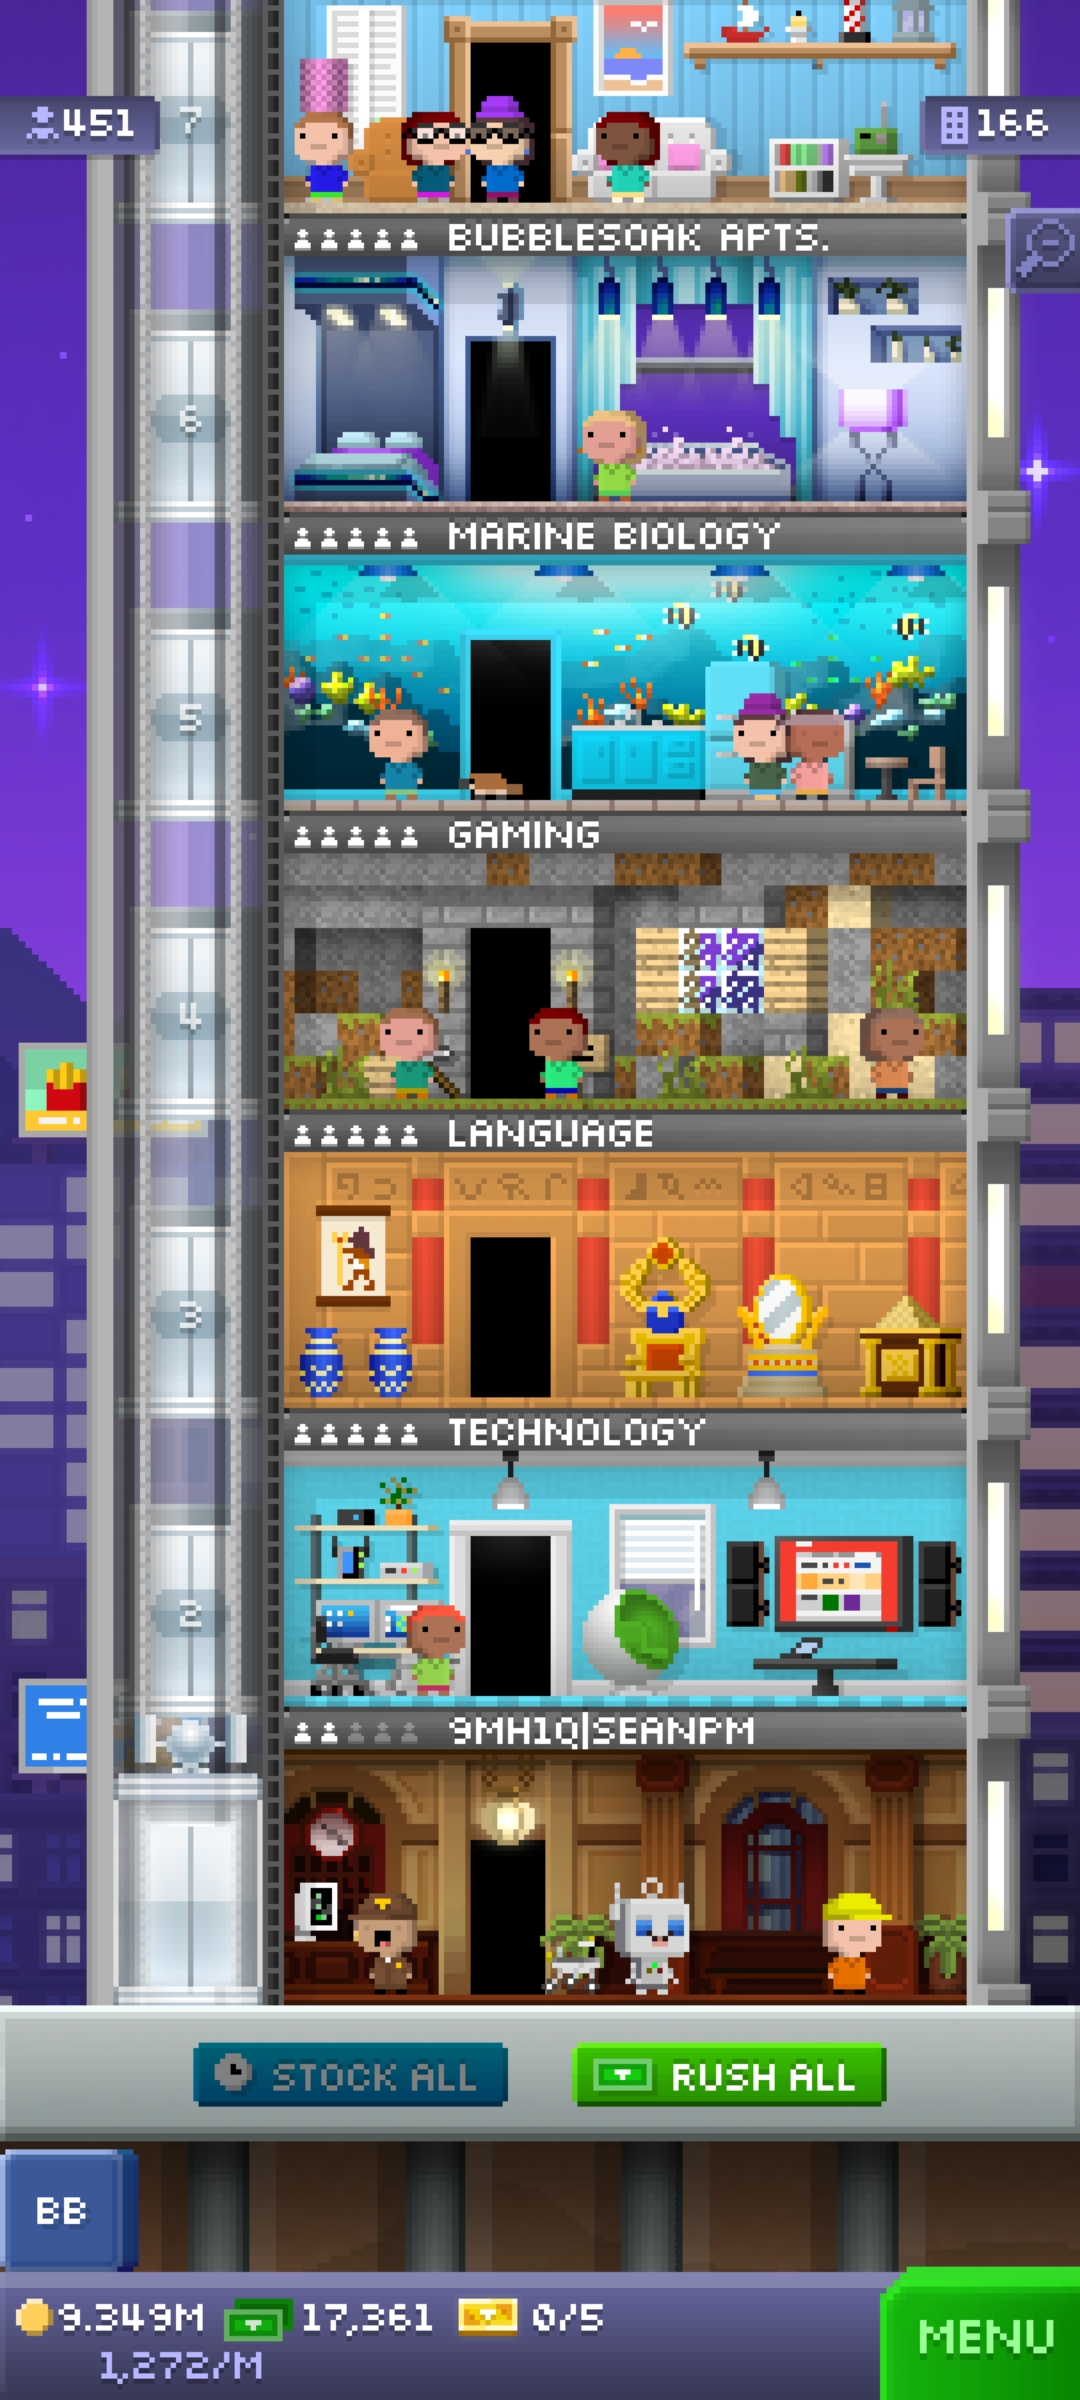 7
451
166
BUBBLESOAK APTS.
6
MARINE BIOLOGY
5
GAMING
4
LANGUAGE
3
TECHNOLOGY
2
9MH1Q|SEANPM
STOCK ALL
RUSH ALL
BB
9.349M
17,361
0/5
1,272/M
MENU